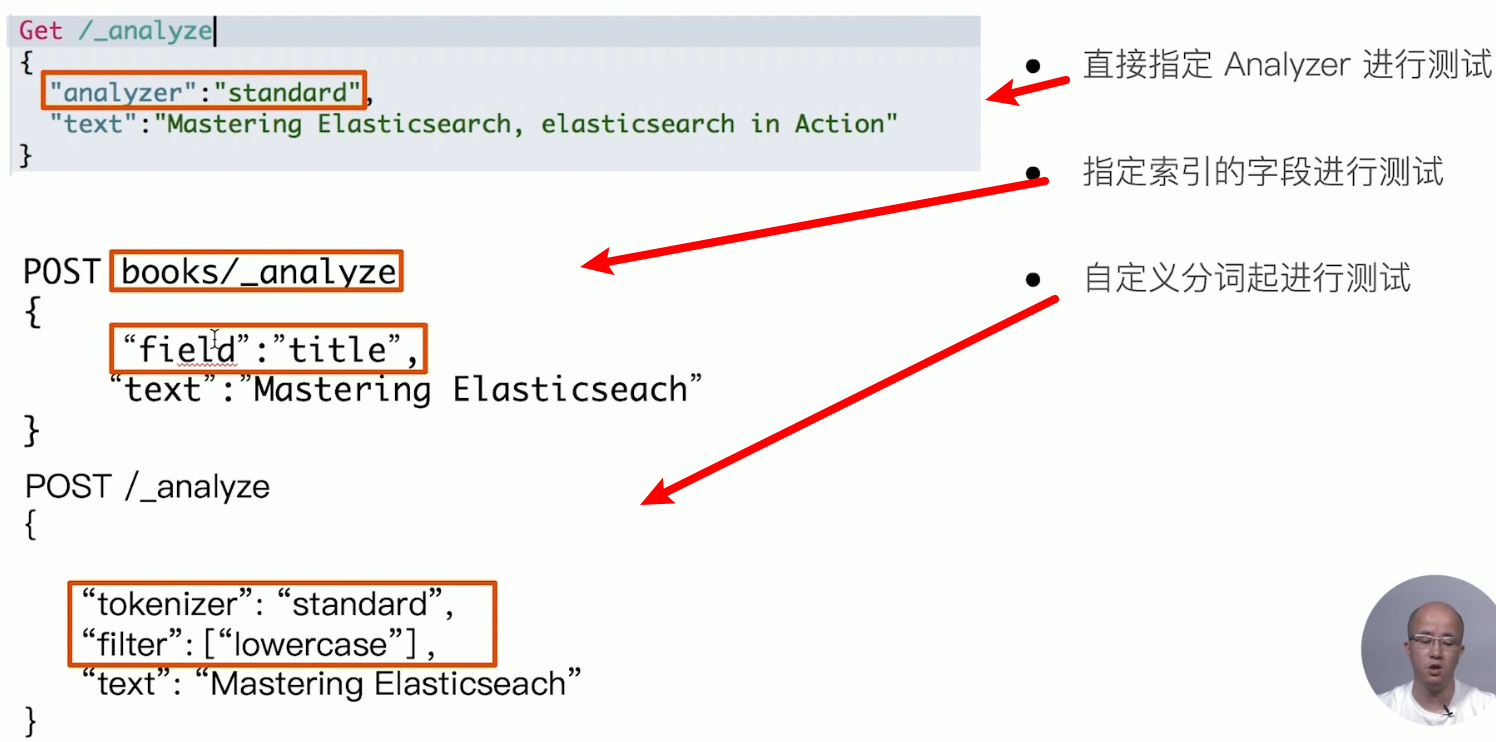 Get /_analyze
{
"analyzer":"standard",
"text":"Mastering Elasticsearch, elasticsearch in Action"
}
POST books/_analyze
{
“field”:”title”,
“text”:”Mastering Elasticseach”
}
POST /_analyze
{
“tokenizer”: “standard”,
“filter”: [“lowercase”] ,
“text”: “Mastering Elasticseach”
}
● 直接指定 Analyzer 进行测试
● 指定索引的字段进行测试
● 自定义分词起进行测试